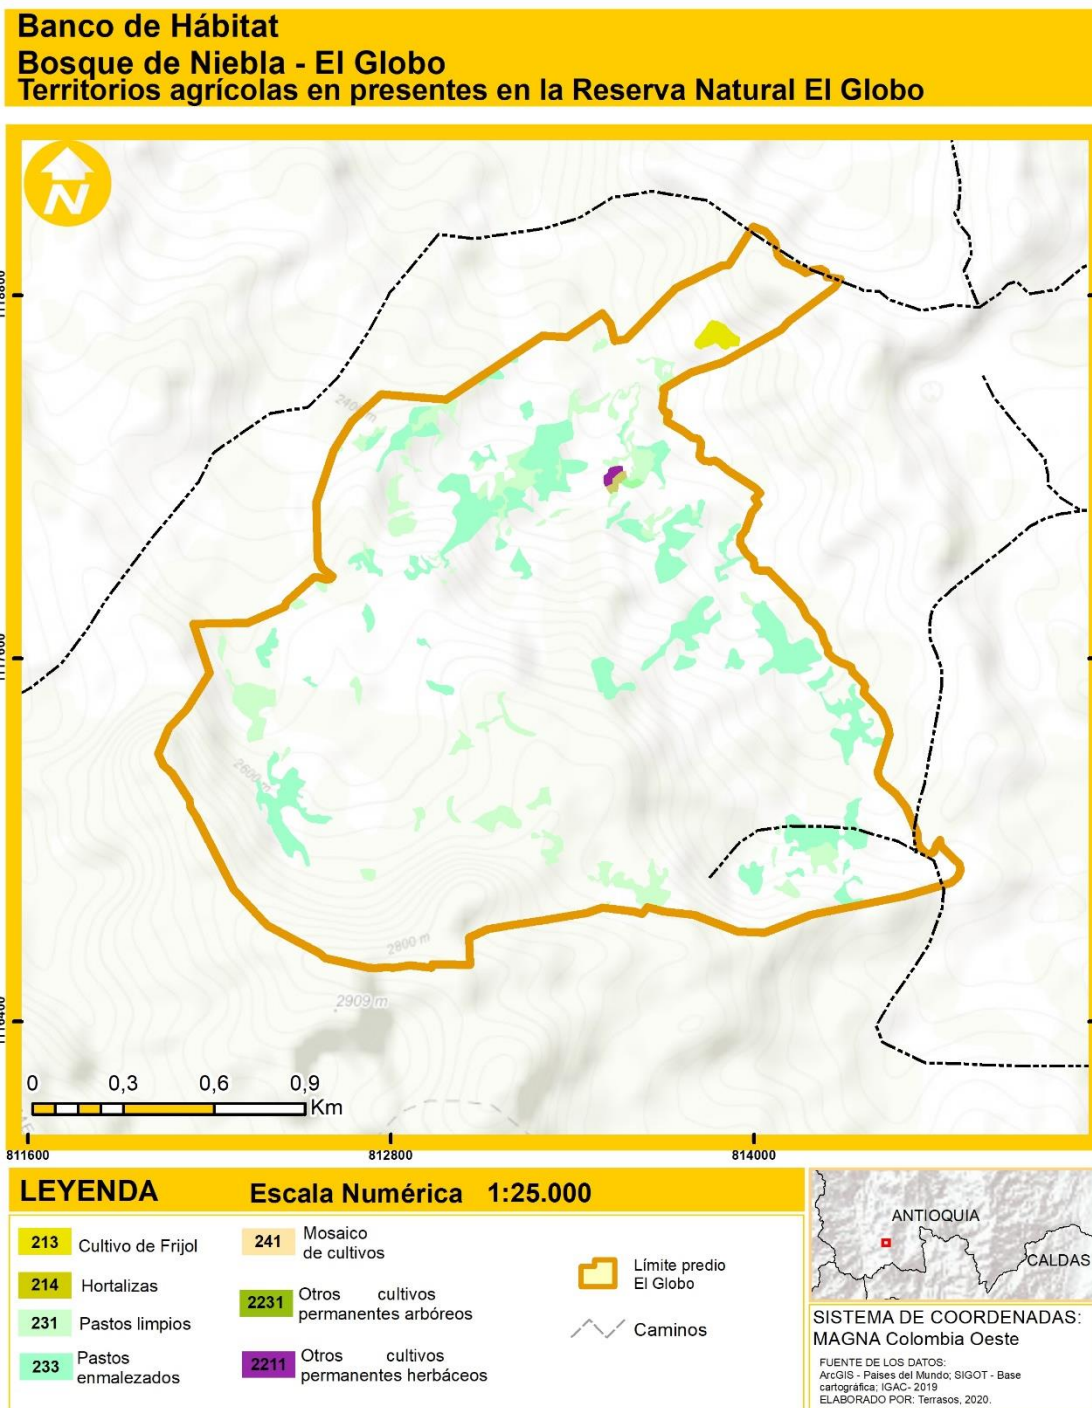 Banco de Hábitat
Bosque de Niebla - El Globo
Territorios agrícolas en presentes en la Reserva Natural El Globo
N
2400 m
2600 m
2800 m
2909 m
0 0,3 0,6 0,9
Km
811600 812800 814000
LEYENDA Escala Numérica 1:25.000
213 Cultivo de Frijol
214 Hortalizas
231 Pastos limpios
233 Pastos
enmalezados
241 Mosaico
de cultivos
2231 Otros cultivos
permanentes arbóreos
2211 Otros cultivos
permanentes herbáceos
Límite predio
El Globo
Caminos
ANTIOQUIA
CALDAS
SISTEMA DE COORDENADAS:
MAGNA Colombia Oeste
FUENTE DE LOS DATOS:
ArcGIS - Paises del Mundo; SIGOT - Base
cartográfica; IGAC- 2019
ELABORADO POR: Terrasos, 2020.